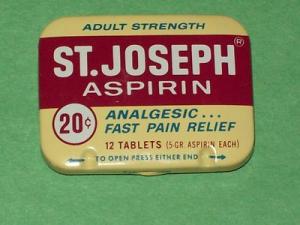 ADULT STRENGTH
ST.JOSEPH®
ASPIRIN
20¢
ANALGESIC...
FAST PAIN RELIEF
12 TABLETS (5-GR. ASPIRIN EACH)
TO OPEN PRESS EITHER END